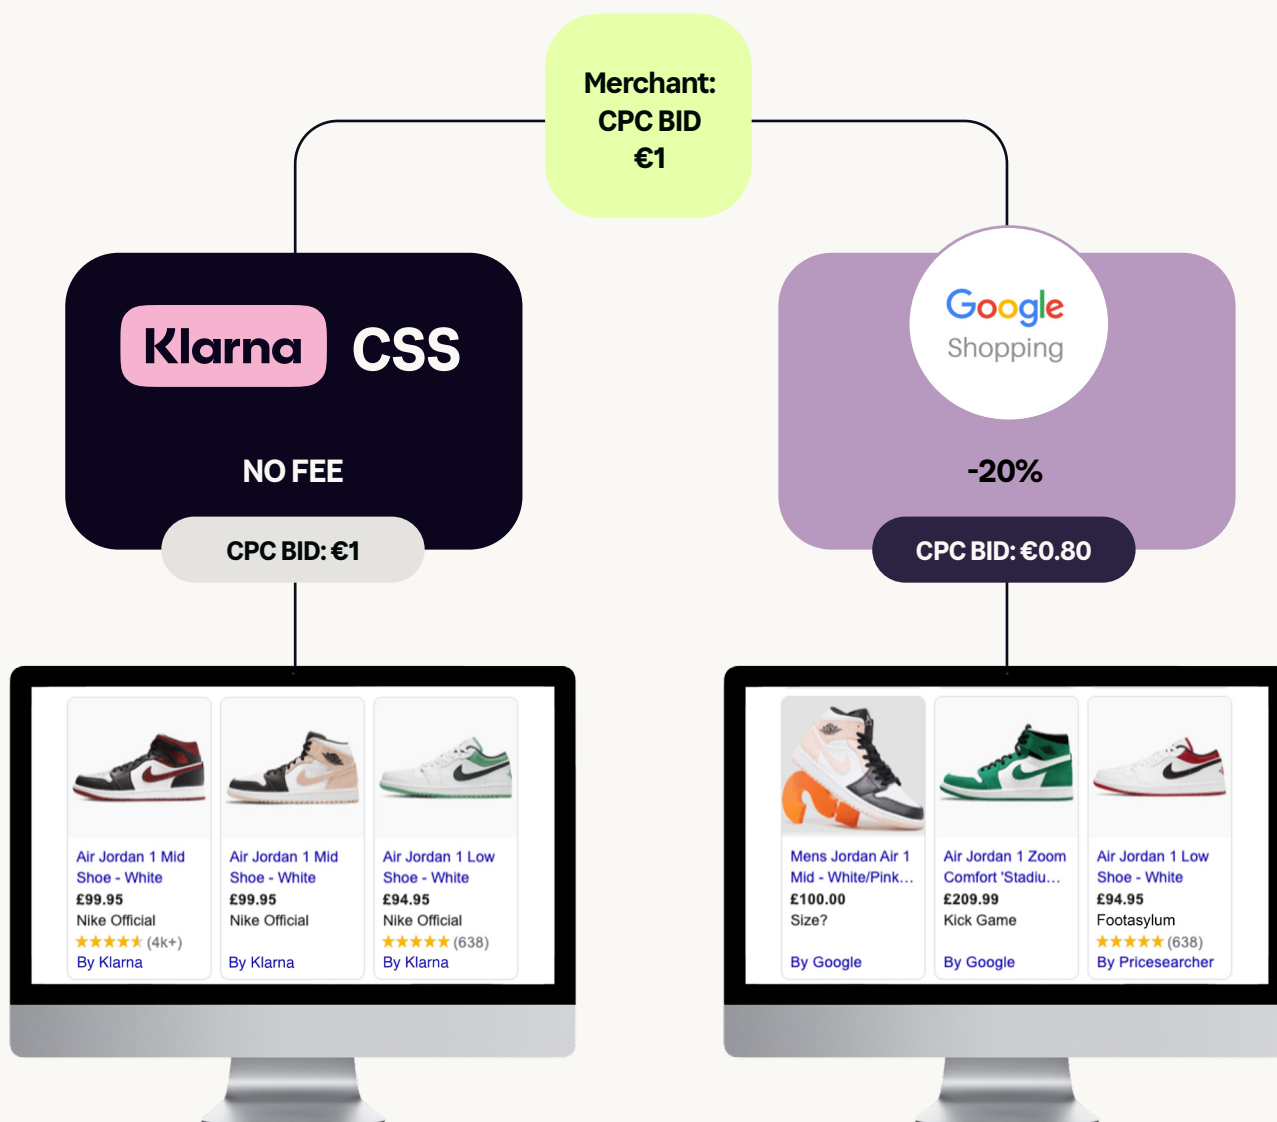 Merchant:
CPC BID
€1
Klarna CSS
NO FEE
CPC BID: €1
Google
Shopping
-20%
CPC BID: €0.80
Air Jordan 1 Mid
Shoe - White
£99.95
Nike Official
(4k+)
By Klarna
Air Jordan 1 Mid
Shoe - White
£99.95
Nike Official
By Klarna
Air Jordan 1 Low
Shoe - White
£94.95
Nike Official
(638)
By Klarna
Mens Jordan Air 1
Mid - White/Pink...
£100.00
Size?
By Google
Air Jordan 1 Zoom
Comfort 'Stadiu...
£209.99
Kick Game
By Google
Air Jordan 1 Low
Shoe - White
£94.95
Footasylum
(638)
By Pricesearcher